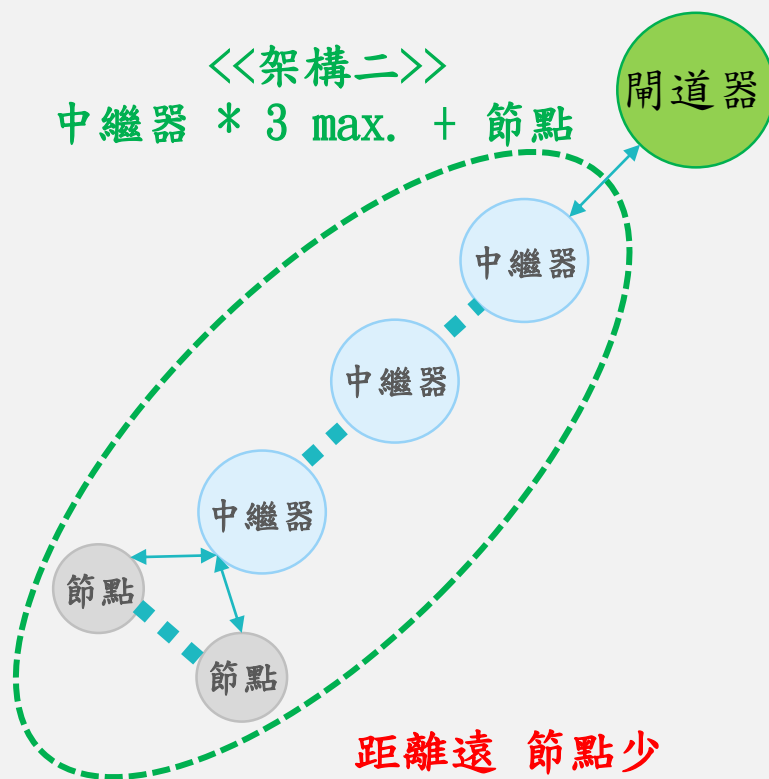 <<架構二>>
中繼器 * 3 max. + 節點
閘道器
中繼器
中繼器
中繼器
節點
節點
距離遠 節點少